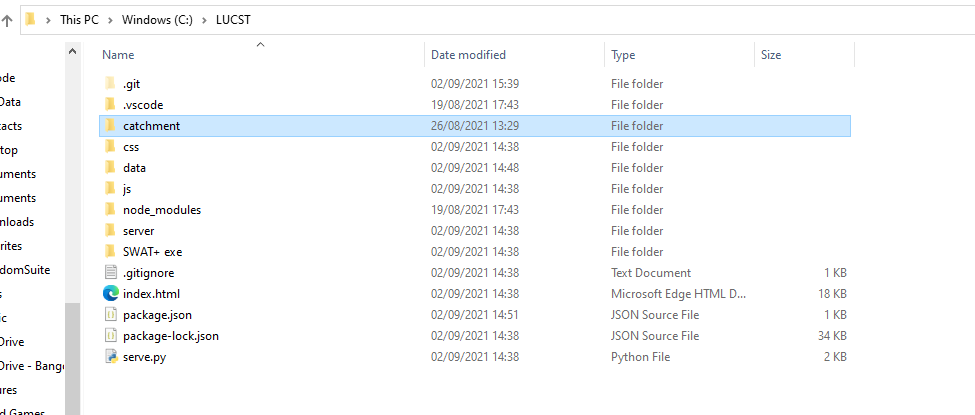 This PC > Windows (C:) > LUCST
Name Date modified Type Size
.git 02/09/2021 15:39 File folder
.vscode 19/08/2021 17:43 File folder
catchment 26/08/2021 13:29 File folder
css 02/09/2021 14:38 File folder
data 02/09/2021 14:48 File folder
js 02/09/2021 14:38 File folder
node_modules 19/08/2021 17:43 File folder
server 02/09/2021 14:38 File folder
SWAT+ exe 02/09/2021 14:38 File folder
.gitignore 02/09/2021 14:38 Text Document 1 KB
index.html 02/09/2021 14:38 Microsoft Edge HTML D... 18 KB
package.json 02/09/2021 14:51 JSON Source File 1 KB
package-lock.json 02/09/2021 14:38 JSON Source File 34 KB
serve.py 02/09/2021 14:38 Python File 2 KB
ode
Data
tacts
top
uments
uments
nloads
orites
domSuite
s
ic
Drive
Drive - Bang
ures
d Games